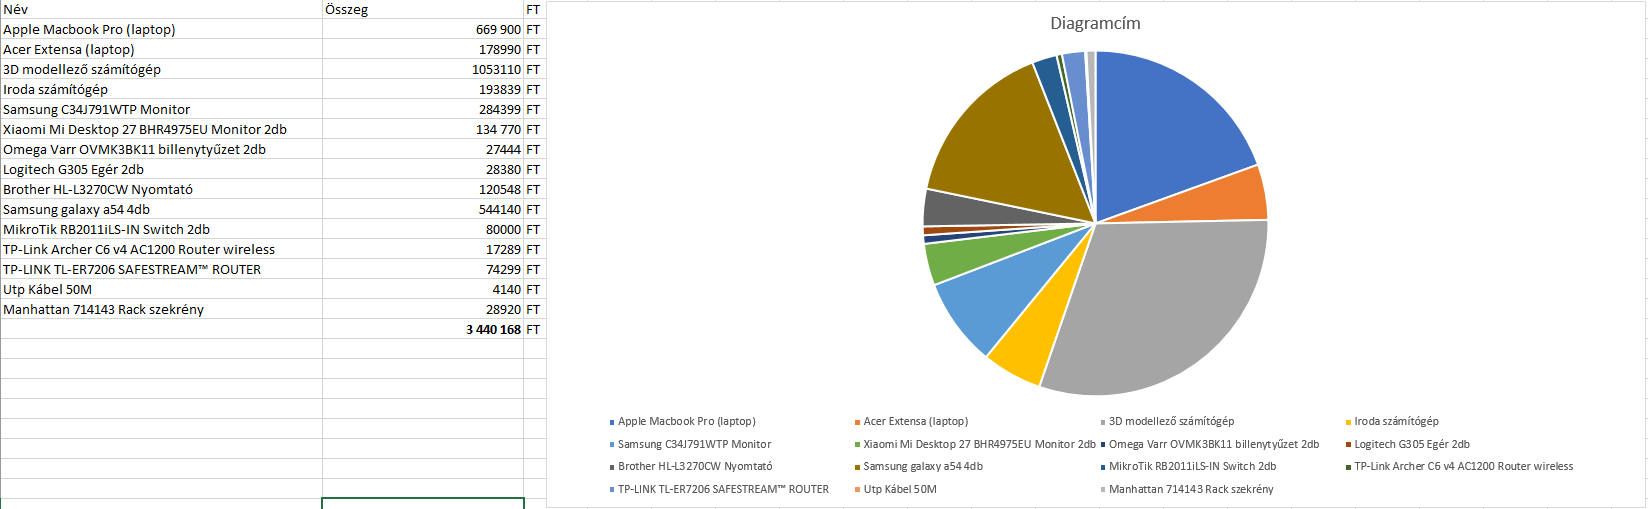 Név Összeg FT
Apple Macbook Pro (laptop) 669 900 FT
Acer Extensa (laptop) 178990 FT
3D modellező számítógép 1053110 FT
Iroda számítógép 193839 FT
Samsung C34J791WTP Monitor 284399 FT
Xiaomi Mi Desktop 27 BHR4975EU Monitor 2db 134 770 FT
Omega Varr OVMK3BK11 billenytyűzet 2db 27444 FT
Logitech G305 Egér 2db 28380 FT
Brother HL-L3270CW Nyomtató 120548 FT
Samsung galaxy a54 4db 544140 FT
MikroTik RB2011iLS-IN Switch 2db 80000 FT
TP-Link Archer C6 v4 AC1200 Router wireless 17289 FT
TP-LINK TL-ER7206 SAFESTREAM™ ROUTER 74299 FT
Utp Kábel 50M 4140 FT
Manhattan 714143 Rack szekrény 28920 FT
3 440 168 FT
Diagramcím
Apple Macbook Pro (laptop) Acer Extensa (laptop) 3D modellező számítógép Iroda számítógép
Samsung C34J791WTP Monitor Xiaomi Mi Desktop 27 BHR4975EU Monitor 2db Omega Varr OVMK3BK11 billenytyűzet 2db Logitech G305 Egér 2db
Brother HL-L3270CW Nyomtató Samsung galaxy a54 4db MikroTik RB2011iLS-IN Switch 2db TP-Link Archer C6 v4 AC1200 Router wireless
TP-LINK TL-ER7206 SAFESTREAM™ ROUTER Utp Kábel 50M Manhattan 714143 Rack szekrény